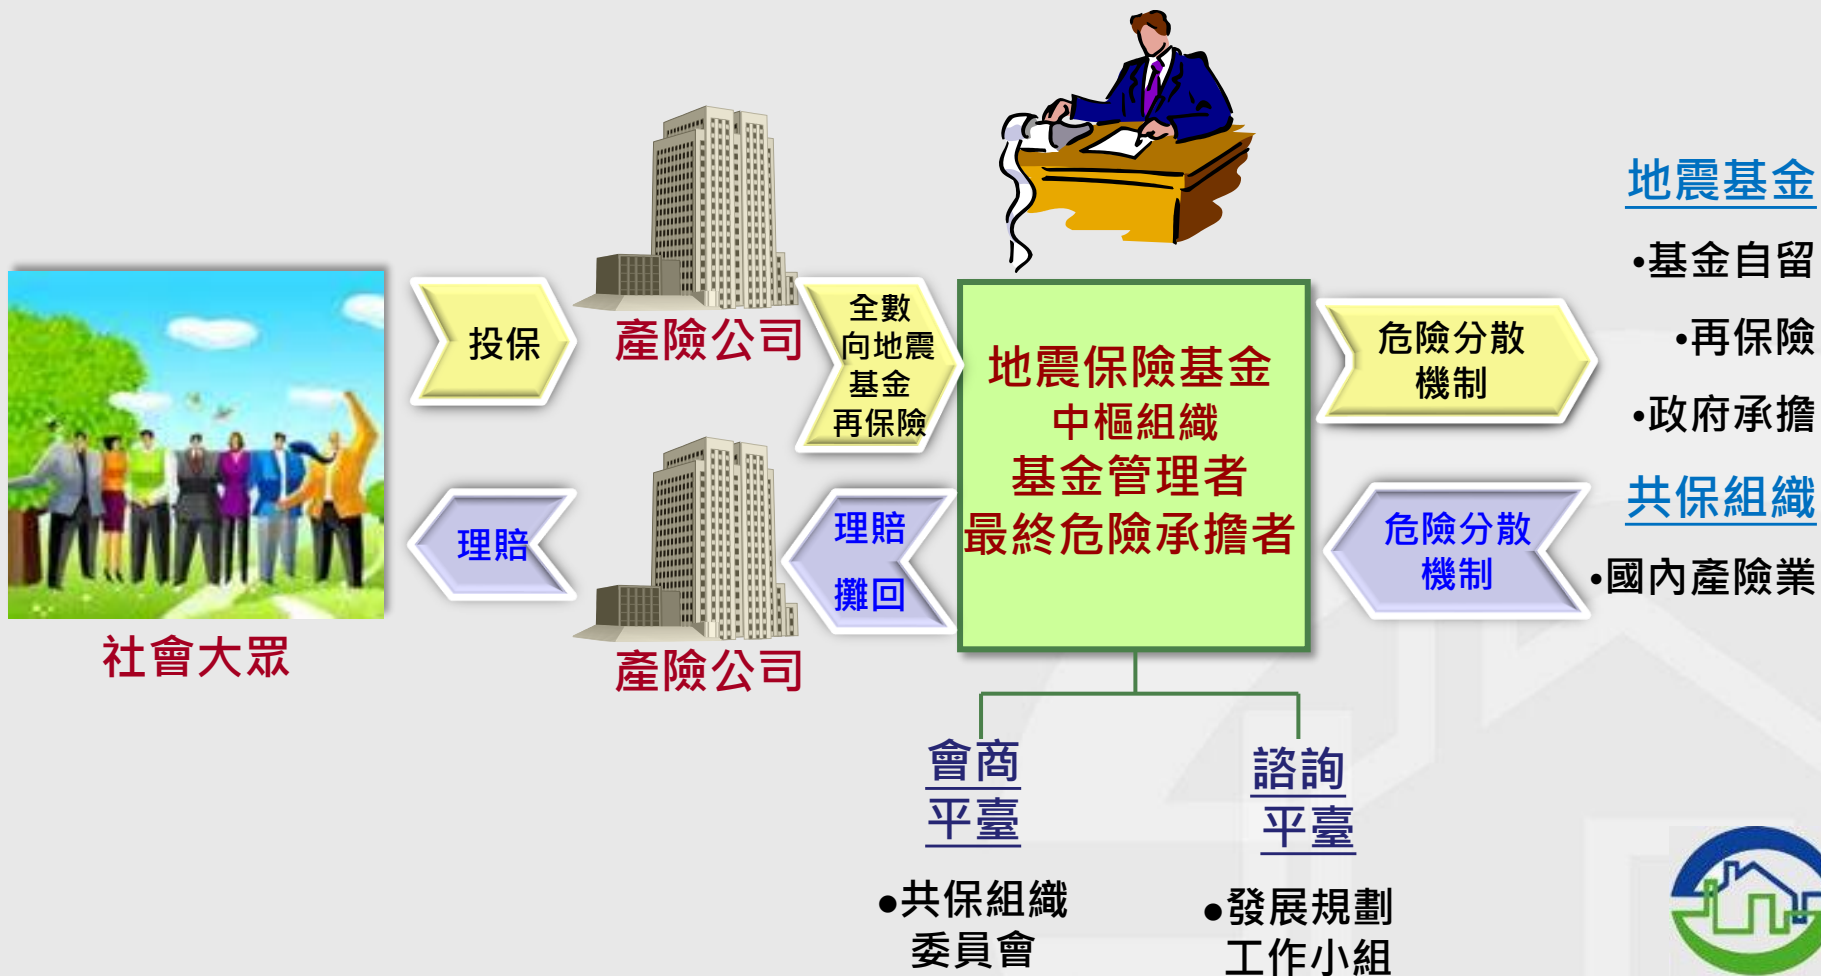 社會大眾
投保
理賠
產險公司
產險公司
全數
向地震
基金
再保險
理賠
攤回
地震保險基金
中樞組織
基金管理者
最終危險承擔者
危險分散
機制
危險分散
機制
地震基金
•基金自留
•再保險
•政府承擔
共保組織
•國內產險業
會商
平臺
●共保組織
委員會
諮詢
平臺
●發展規劃
工作小組